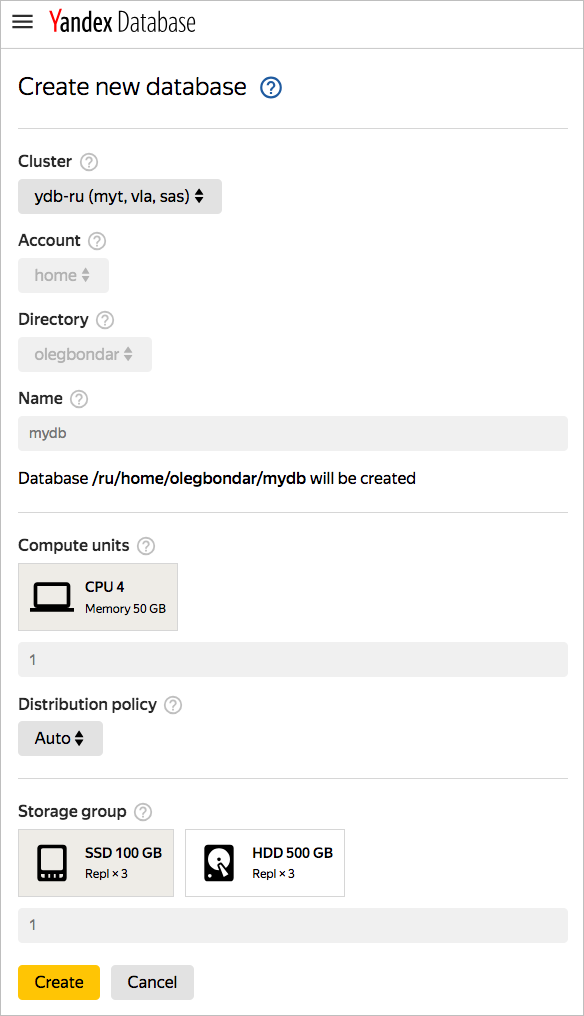 Yandex Database
Create new database ?
Cluster ?
ydb-ru (myt, vla, sas)
Account ?
home
Directory ?
olegbondar
Name ?
mydb
Database /ru/home/olegbondar/mydb will be created
Compute units ?
CPU 4
Memory 50 GB
1
Distribution policy ?
Auto
Storage group ?
SSD 100 GB
Repl × 3
HDD 500 GB
Repl × 3
1
Create Cancel